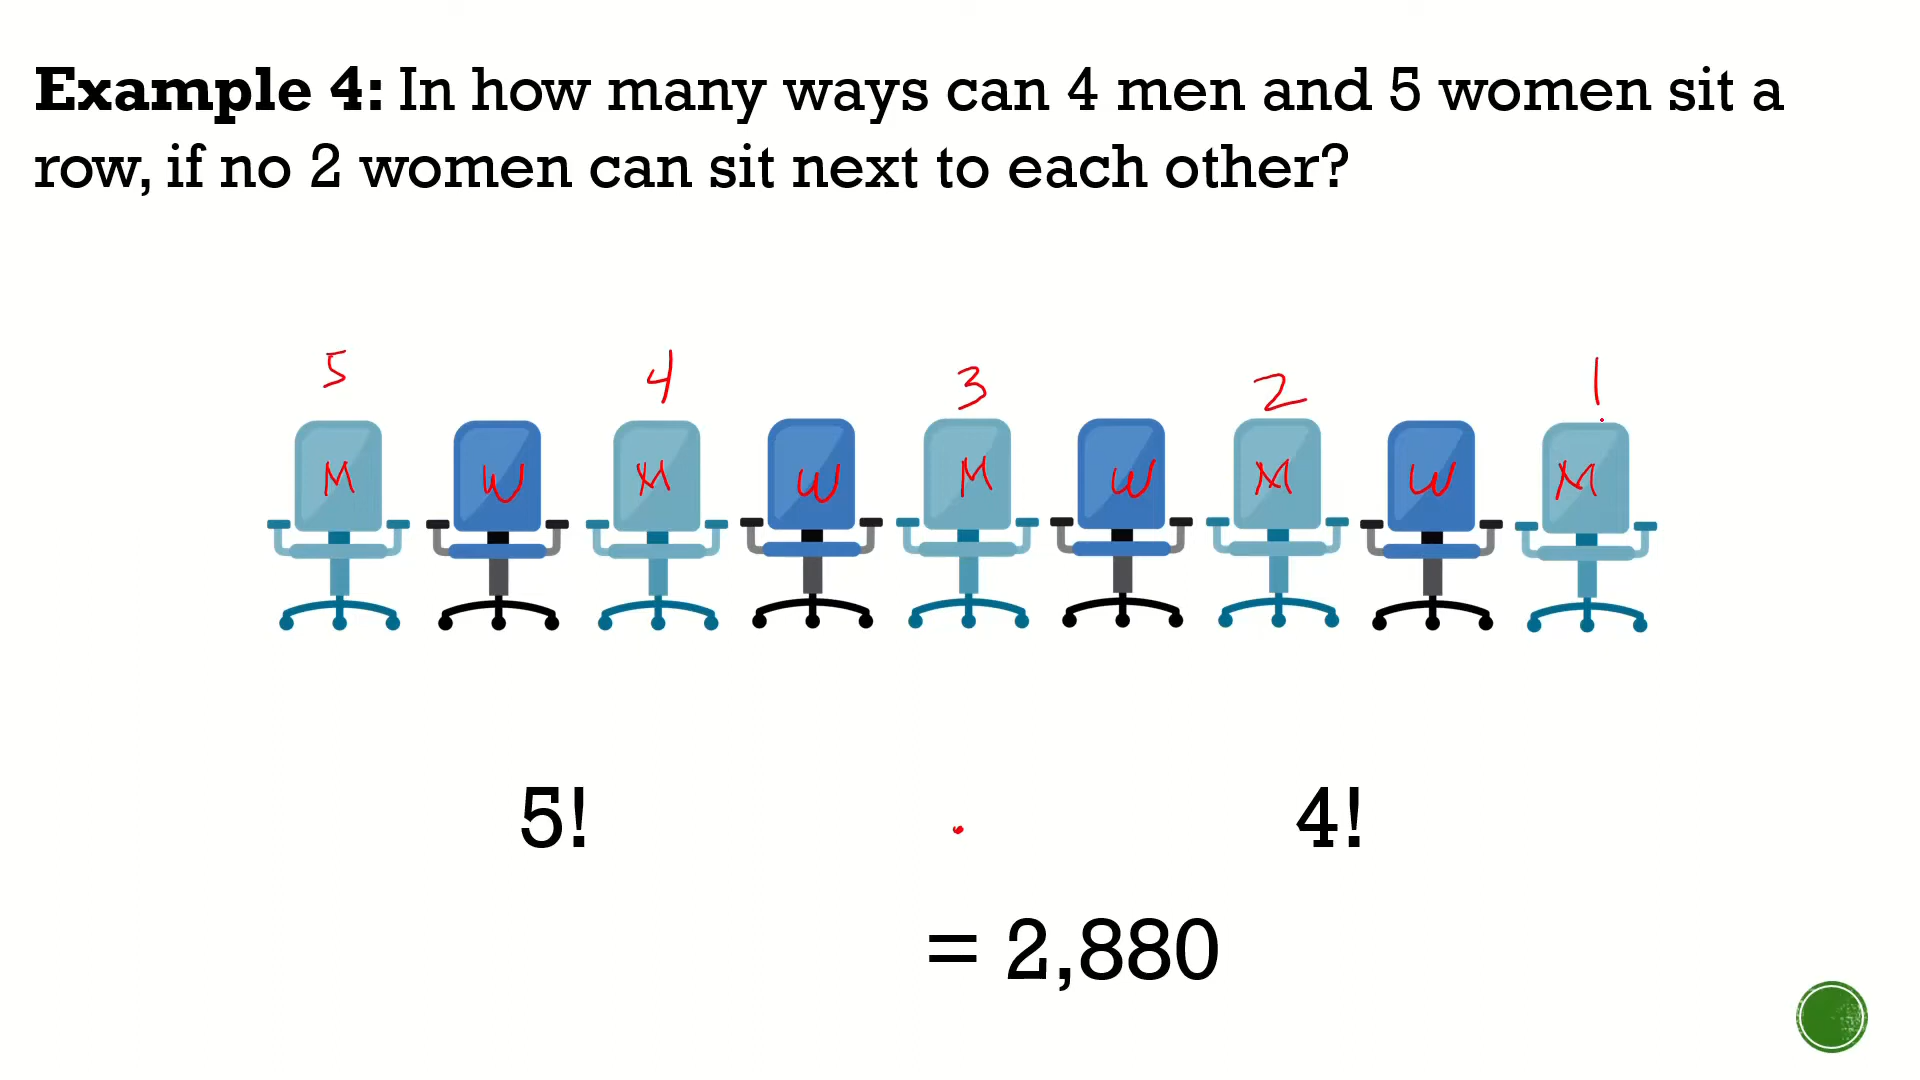 Example 4: In how many ways can 4 men and 5 women sit a
row, if no 2 women can sit next to each other?
5 4 3 2 1
M W M W M W M W M
5! · 4!
= 2,880